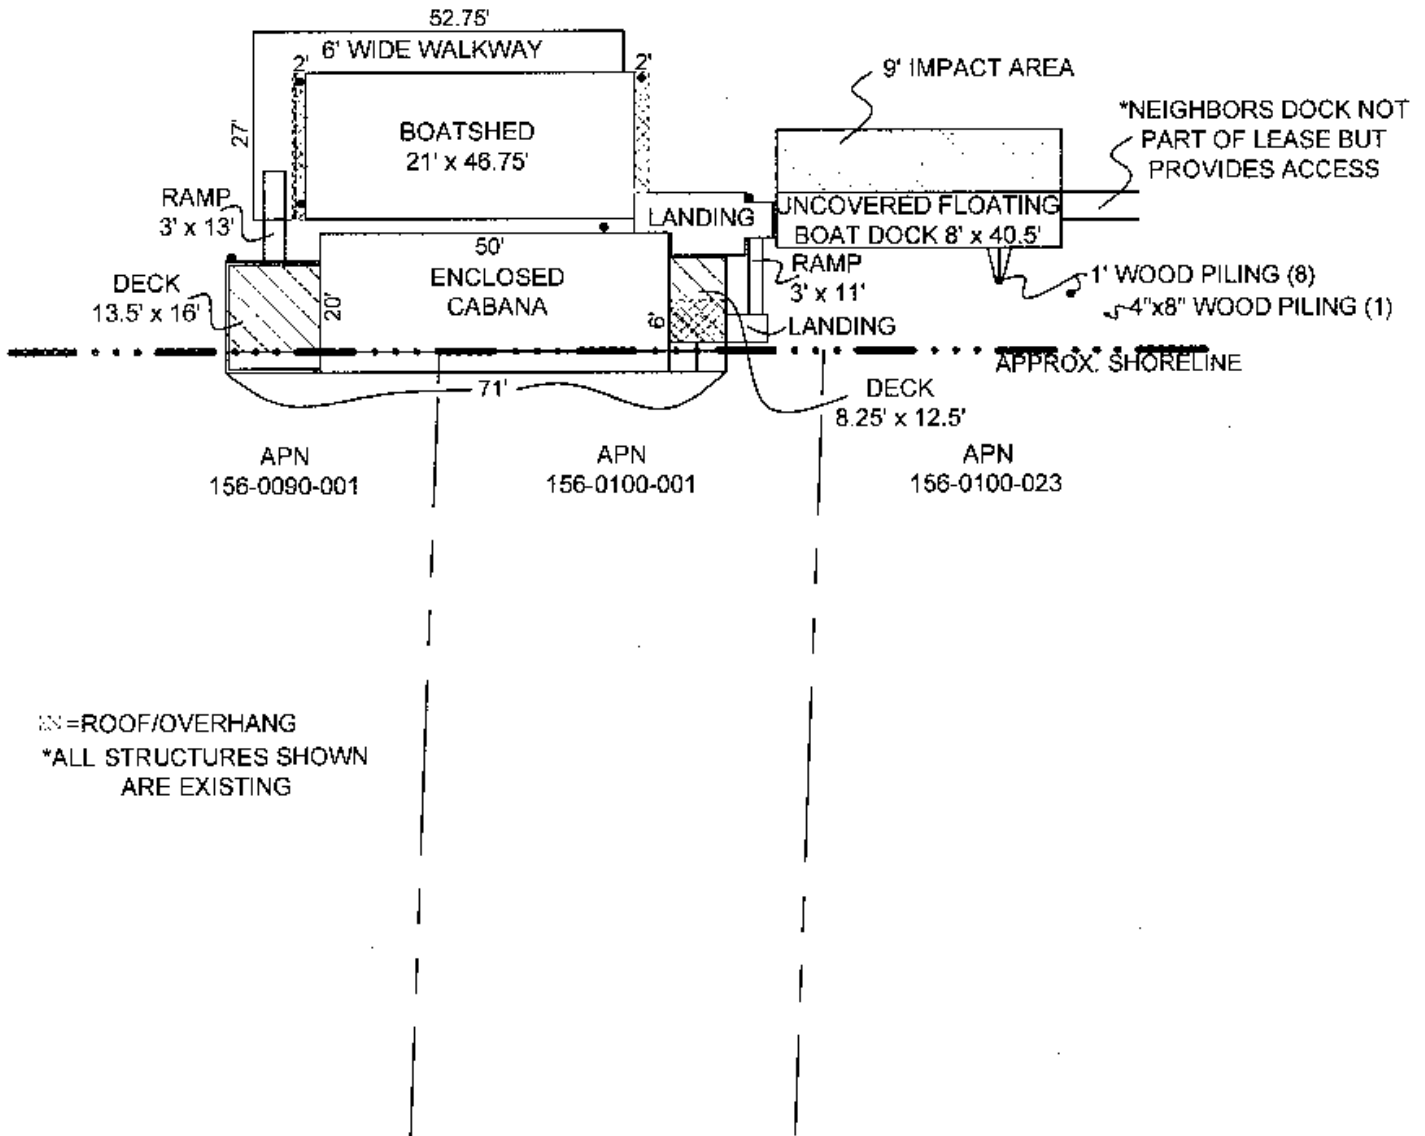 52.75'
6' WIDE WALKWAY
2'
2'
9' IMPACT AREA
*NEIGHBORS DOCK NOT
PART OF LEASE BUT
PROVIDES ACCESS
27'
BOATSHED
21' x 46.75'
RAMP
3' x 13'
LANDING
UNCOVERED FLOATING
BOAT DOCK 8' x 40.5'
50'
ENCLOSED
CABANA
20'
DECK
13.5' x 16'
RAMP
3' x 11'
1' WOOD PILING (8)
4"x8" WOOD PILING (1)
6'
LANDING
APPROX. SHORELINE
71'
DECK
8.25' x 12.5'
APN
156-0090-001
APN
156-0100-001
APN
156-0100-023
=ROOF/OVERHANG
*ALL STRUCTURES SHOWN
ARE EXISTING